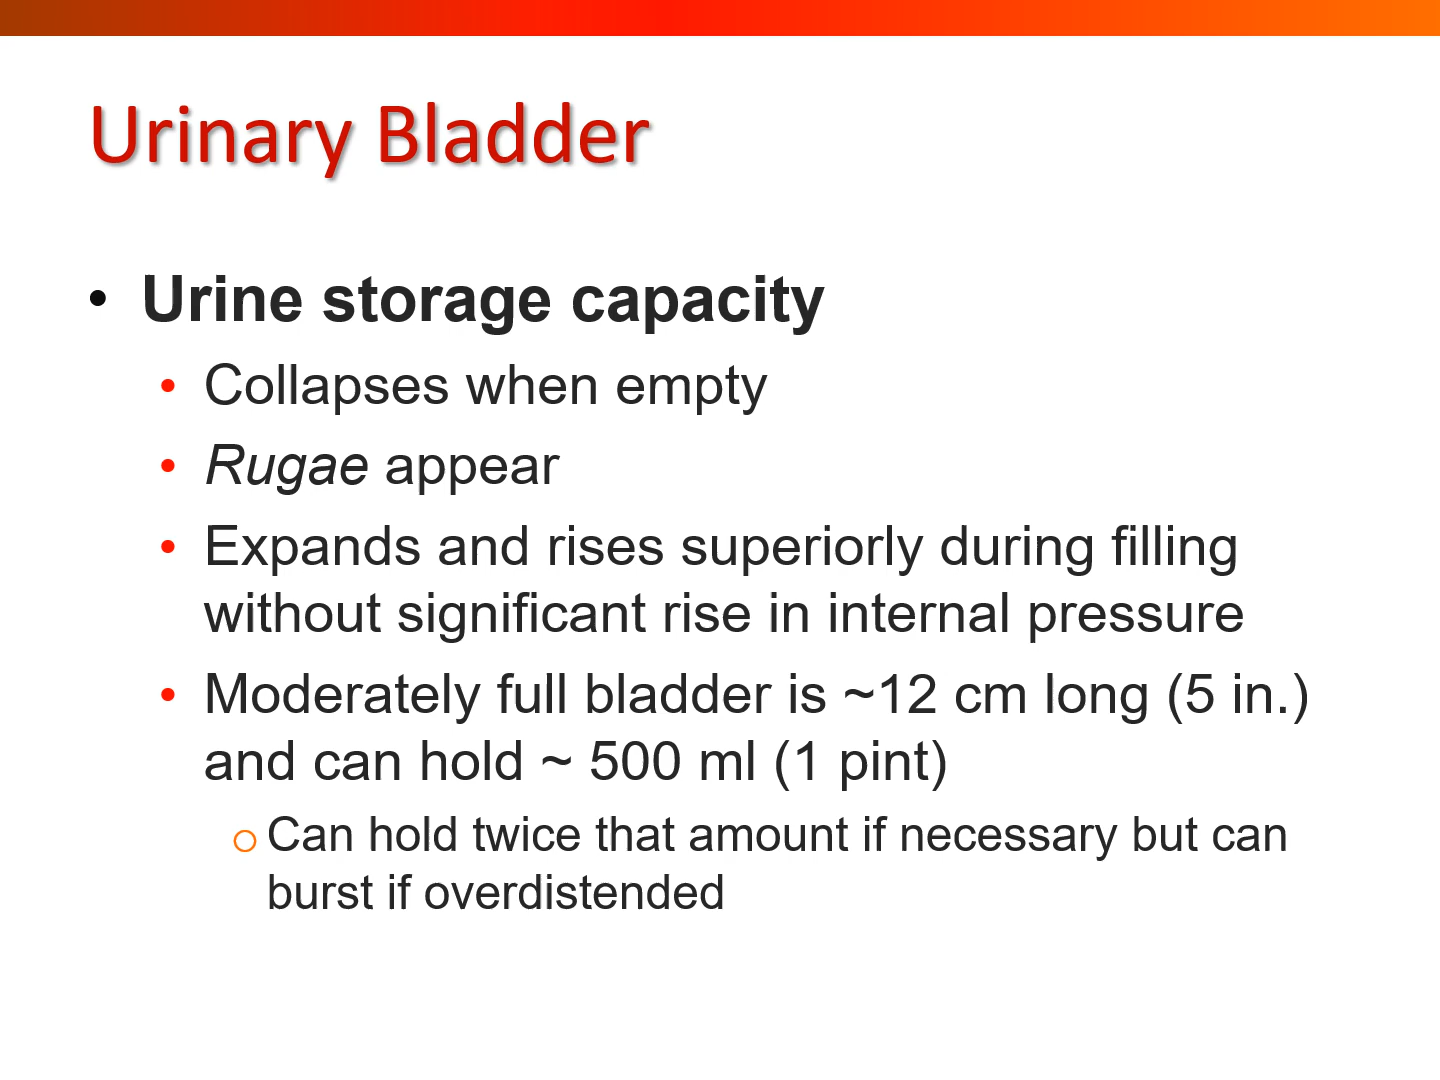 Urinary Bladder
• Urine storage capacity
• Collapses when empty
• Rugae appear
• Expands and rises superiorly during filling
without significant rise in internal pressure
• Moderately full bladder is ~12 cm long (5 in.)
and can hold ~ 500 ml (1 pint)
o Can hold twice that amount if necessary but can
burst if overdistended